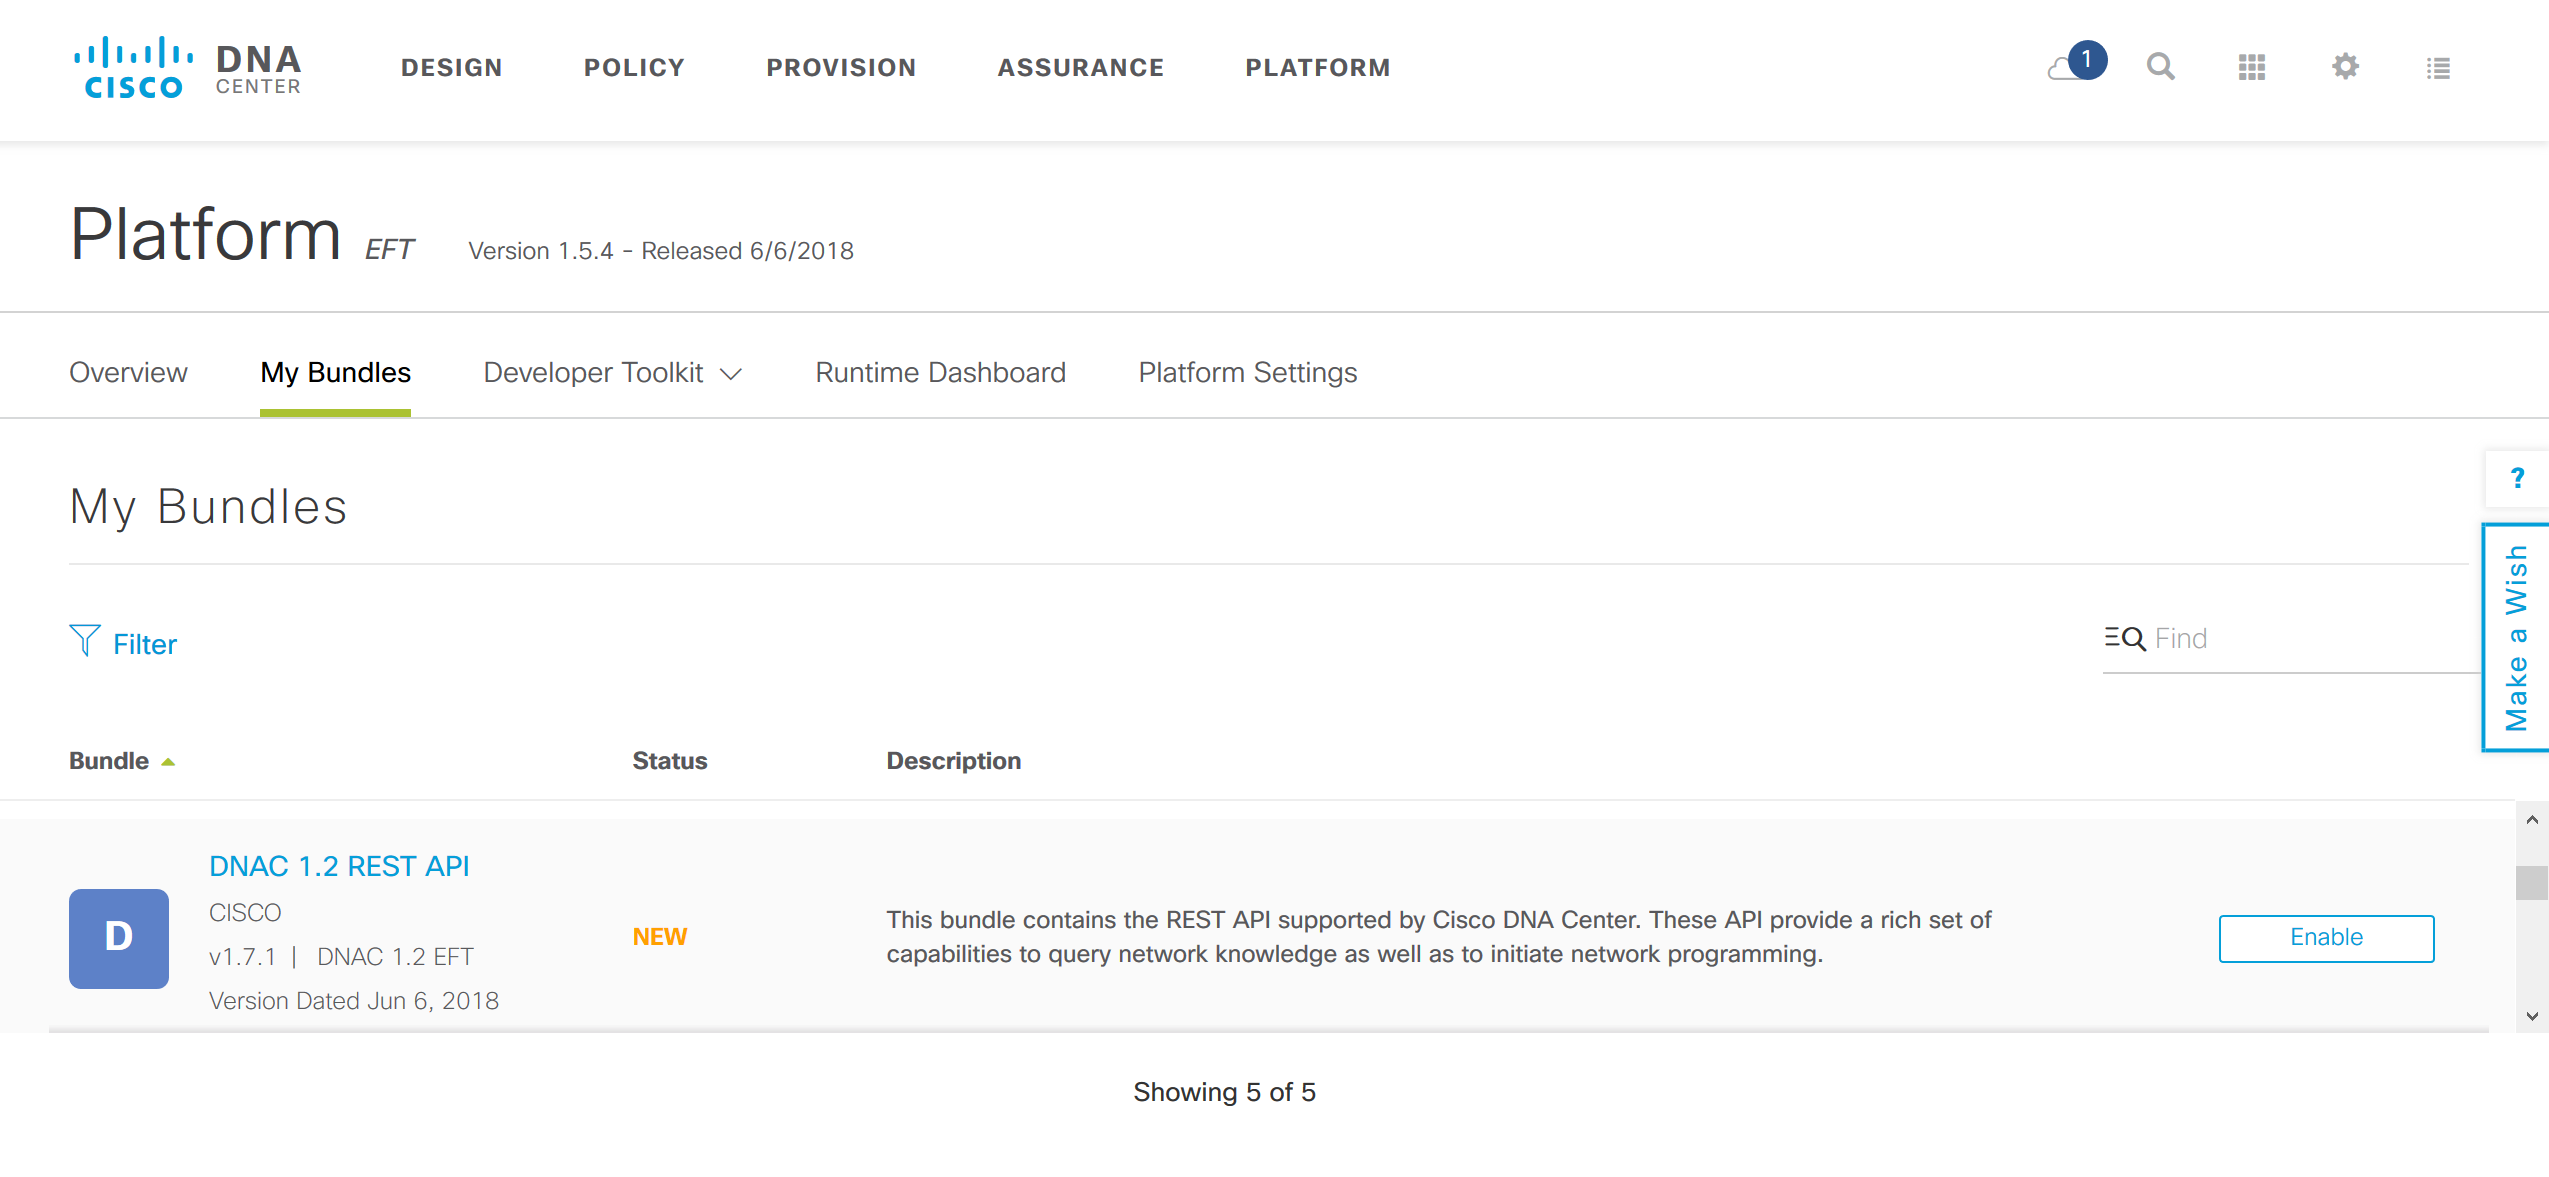 CISCO DNA CENTER
DESIGN POLICY PROVISION ASSURANCE PLATFORM
1
Platform EFT Version 1.5.4 - Released 6/6/2018
Overview My Bundles Developer Toolkit Runtime Dashboard Platform Settings
?
Make a Wish
My Bundles
Filter
Find
Bundle Status Description
D
DNAC 1.2 REST API
CISCO
v1.7.1 | DNAC 1.2 EFT
Version Dated Jun 6, 2018
NEW
This bundle contains the REST API supported by Cisco DNA Center. These API provide a rich set of
capabilities to query network knowledge as well as to initiate network programming.
Enable
Showing 5 of 5